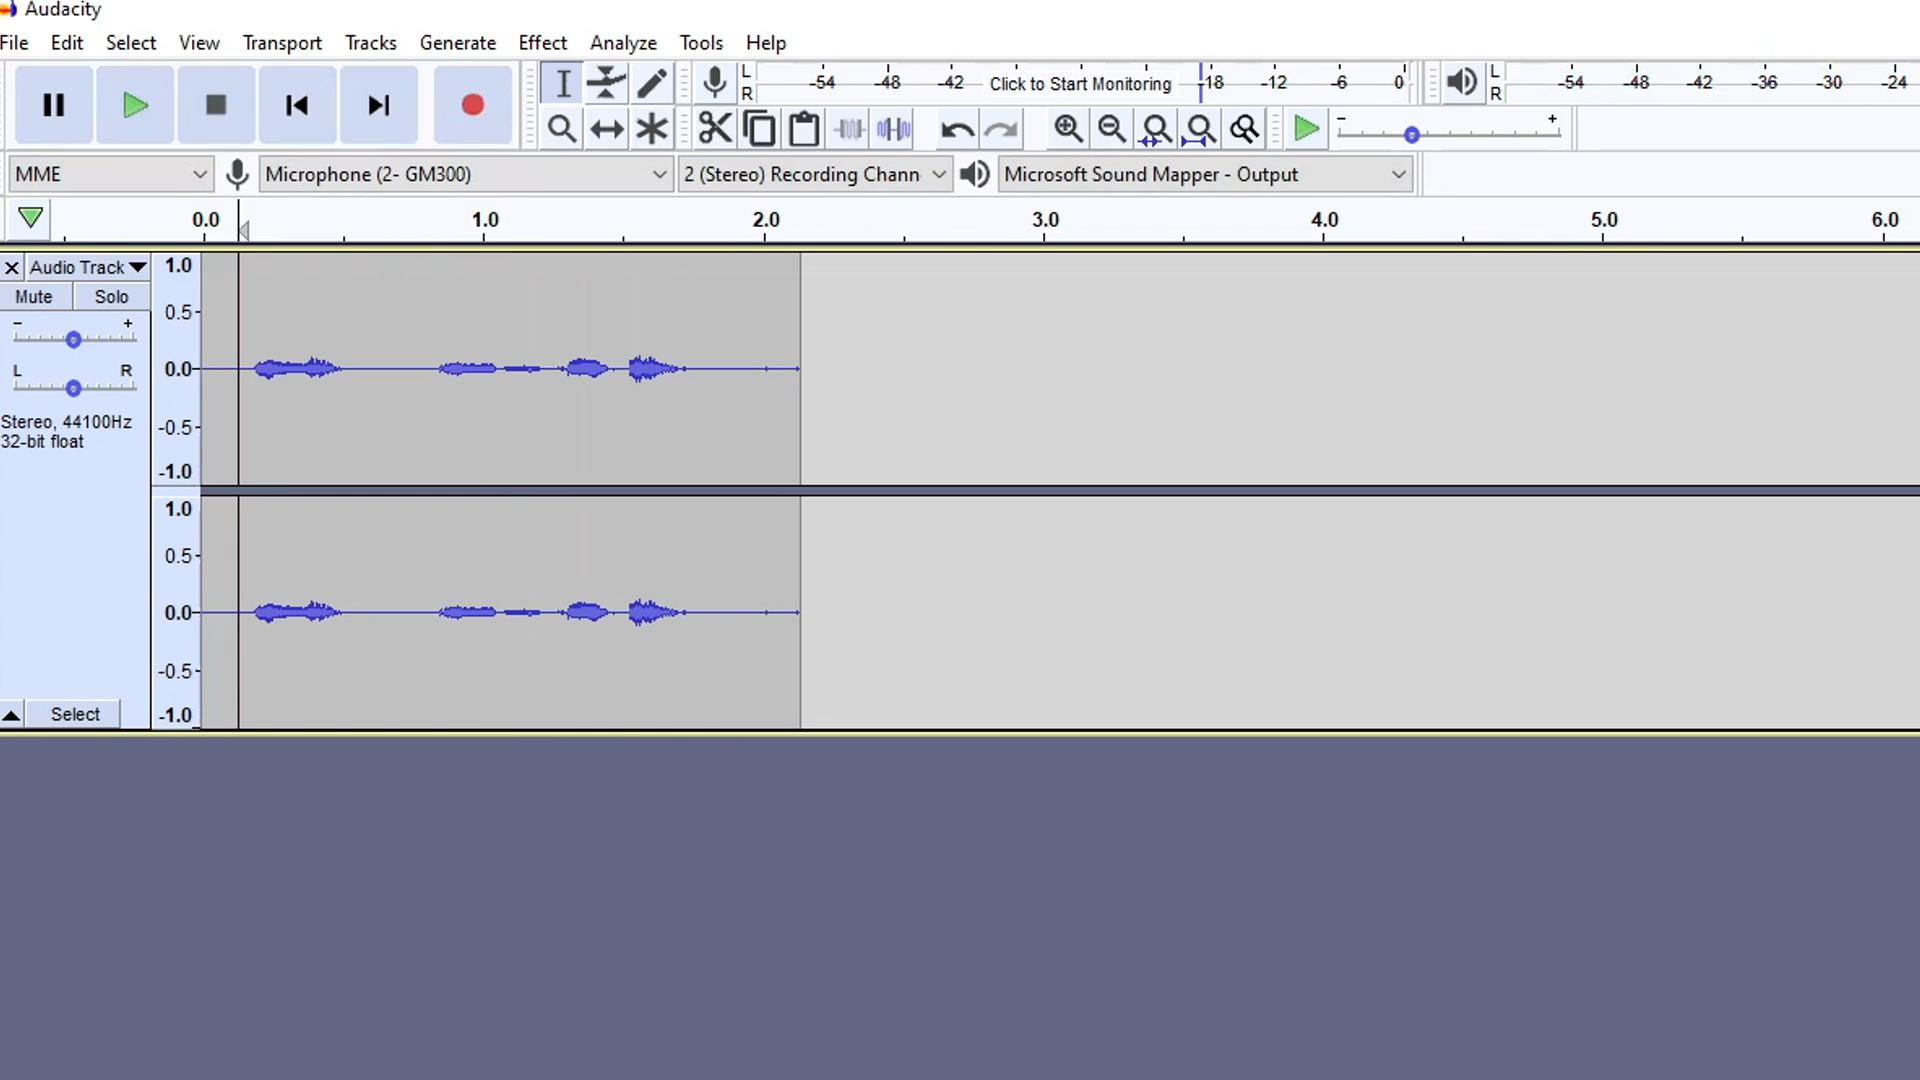 Audacity
File Edit Select View Transport Tracks Generate Effect Analyze Tools Help
L R -54 -48 -42 Click to Start Monitoring -18 -12 -6 0 L R -54 -48 -42 -36 -30 -24
- +
MME Microphone (2- GM300) 2 (Stereo) Recording Chann Microsoft Sound Mapper - Output
0.0 1.0 2.0 3.0 4.0 5.0 6.0
Audio Track 1.0
Mute Solo
0.5
- +
0.0
L R
Stereo, 44100Hz -0.5
32-bit float
-1.0
1.0
0.5
0.0
-0.5
Select -1.0